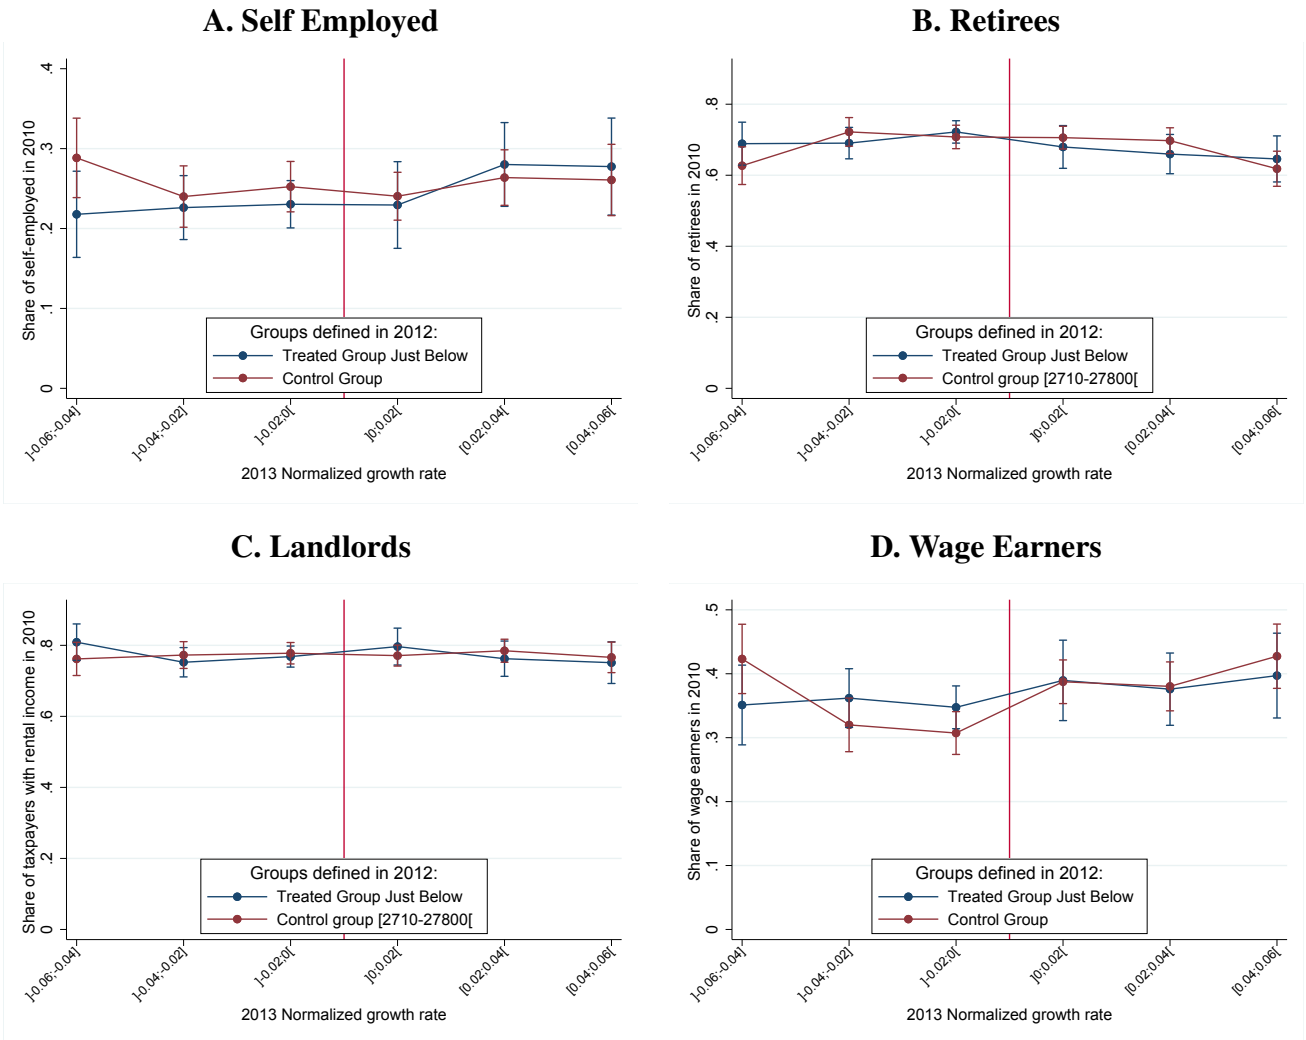 A. Self Employed
Share of self-employed in 2010
.4
.3
.2
.1
0
Groups defined in 2012:
Treated Group Just Below
Control Group
]-0.06;-0.04]
]-0.04;-0.02]
]-0.02;0[
]0;0.02[
[0.02;0.04[
[0.04;0.06[
2013 Normalized growth rate
B. Retirees
Share of retirees in 2010
.8
.6
.4
.2
0
Groups defined in 2012:
Treated Group Just Below
Control group [2710-27800[
]-0.06;-0.04]
]-0.04;-0.02]
]-0.02;0[
]0;0.02[
[0.02;0.04[
[0.04;0.06[
2013 Normalized growth rate
C. Landlords
Share of taxpayers with rental income in 2010
.8
.6
.4
.2
0
Groups defined in 2012:
Treated Group Just Below
Control group [2710-27800[
]-0.06;-0.04]
]-0.04;-0.02]
]-0.02;0[
]0;0.02[
[0.02;0.04[
[0.04;0.06[
2013 Normalized growth rate
D. Wage Earners
Share of wage earners in 2010
.5
.4
.3
.2
.1
0
Groups defined in 2012:
Treated Group Just Below
Control Group
]-0.06;-0.04]
]-0.04;-0.02]
]-0.02;0[
]0;0.02[
[0.02;0.04[
[0.04;0.06[
2013 Normalized growth rate